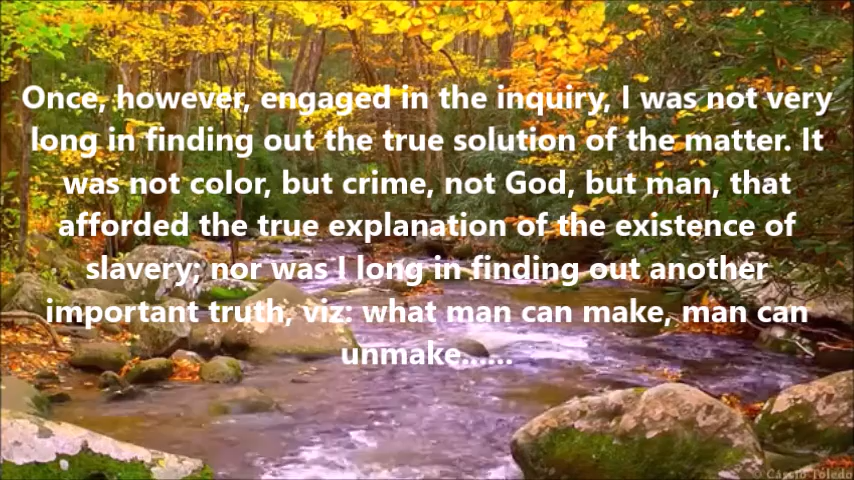 Once, however, engaged in the inquiry, I was not very
long in finding out the true solution of the matter. It
was not color, but crime, not God, but man, that
afforded the true explanation of the existence of
slavery; nor was I long in finding out another
important truth, viz: what man can make, man can
unmake......
© Cássio Toledo